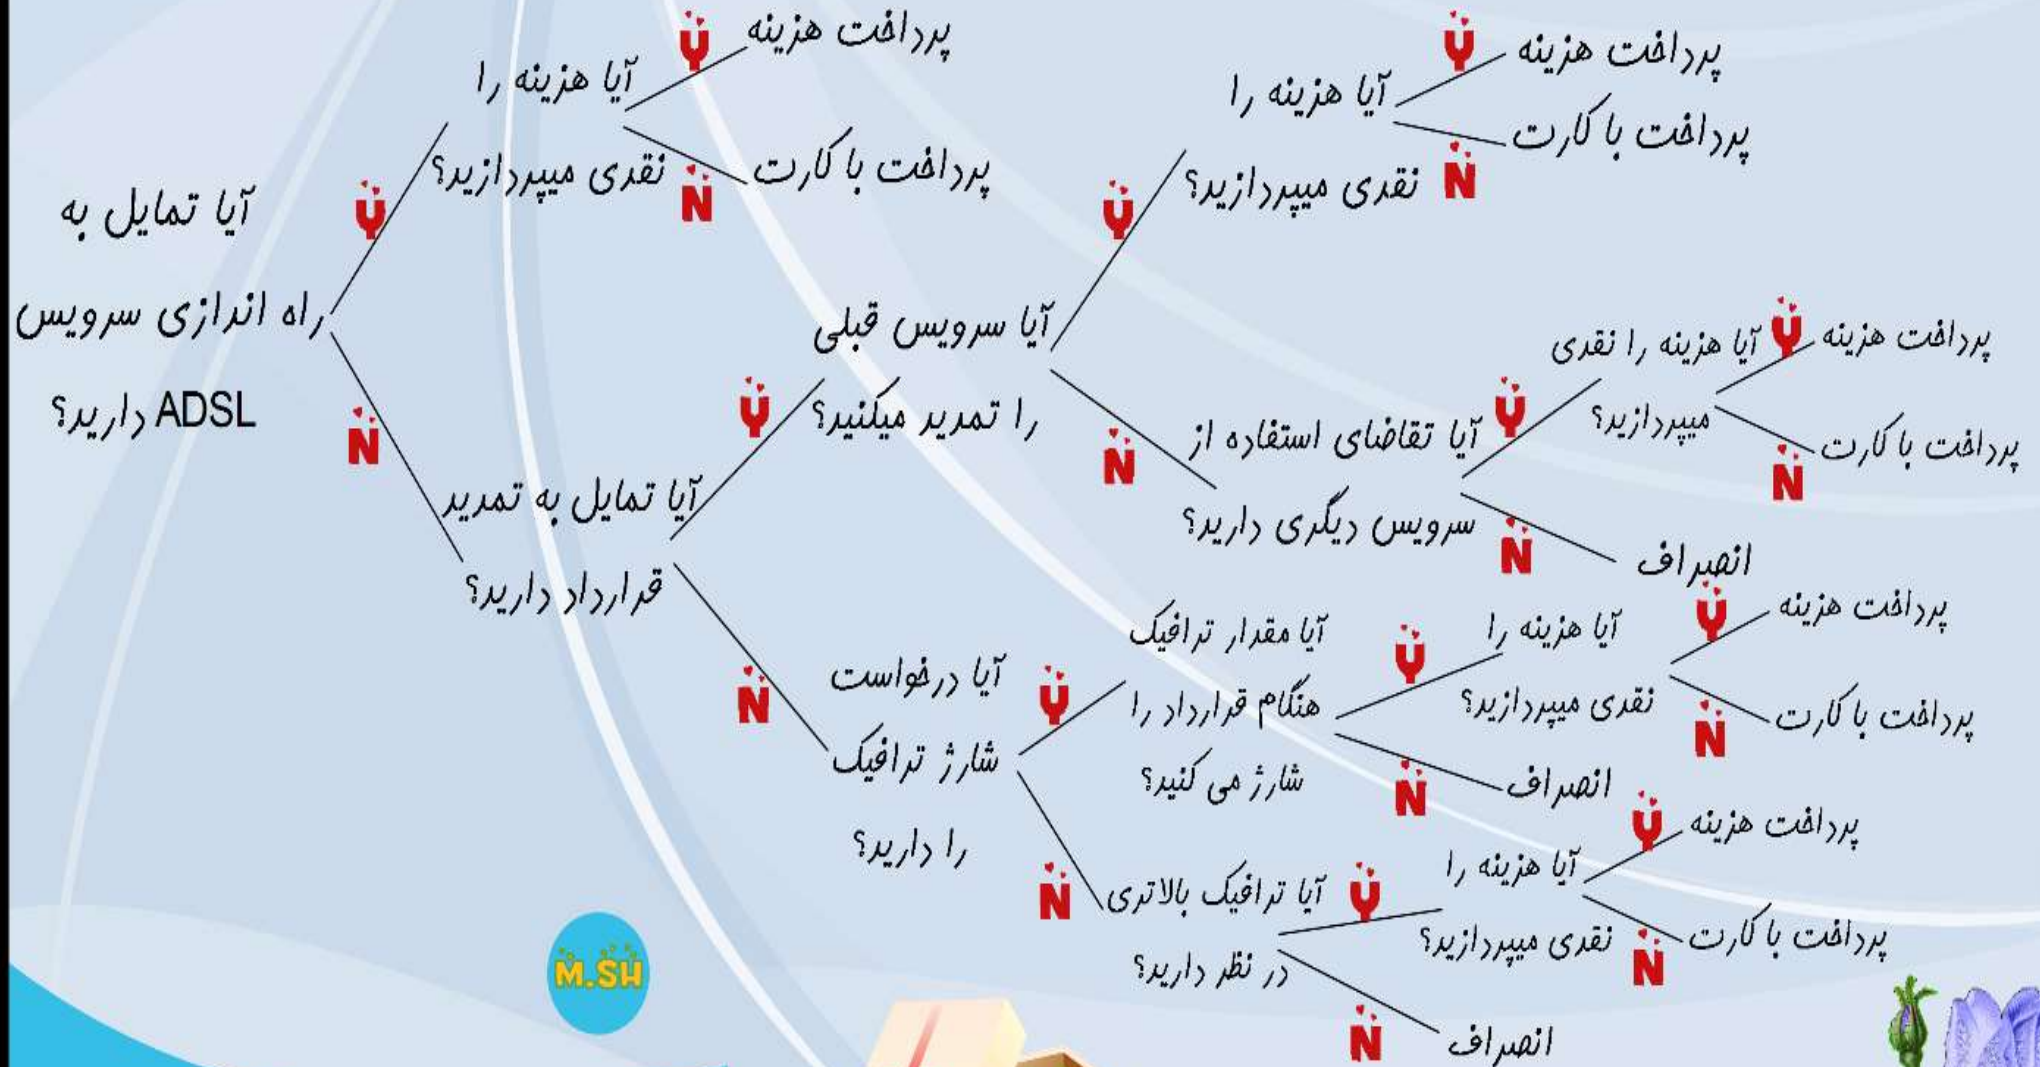 آیا تمایل به
راه اندازی سرویس
ADSL دارید؟
Y
N
آیا هزینه را
نقدی میپردازید؟
Y
پرداخت هزینه
N
پرداخت با کارت
آیا تمایل به تمدید
قرارداد دارید؟
Y
N
آیا سرویس قبلی
را تمدید میکنید؟
Y
N
آیا هزینه را
نقدی میپردازید؟
Y
پرداخت هزینه
N
پرداخت با کارت
آیا تقاضای استفاده از
سرویس دیگری دارید؟
Y
N
آیا هزینه را نقدی
میپردازید؟
Y
پرداخت هزینه
N
پرداخت با کارت
انصراف
آیا درخواست
شارژ ترافیک
را دارید؟
Y
N
آیا مقدار ترافیک
هنگام قرارداد را
شارژ می کنید؟
Y
N
آیا هزینه را
نقدی میپردازید؟
Y
پرداخت هزینه
N
پرداخت با کارت
انصراف
آیا ترافیک بالاتری
در نظر دارید؟
Y
N
آیا هزینه را
نقدی میپردازید؟
Y
پرداخت هزینه
N
پرداخت با کارت
انصراف
M.SH